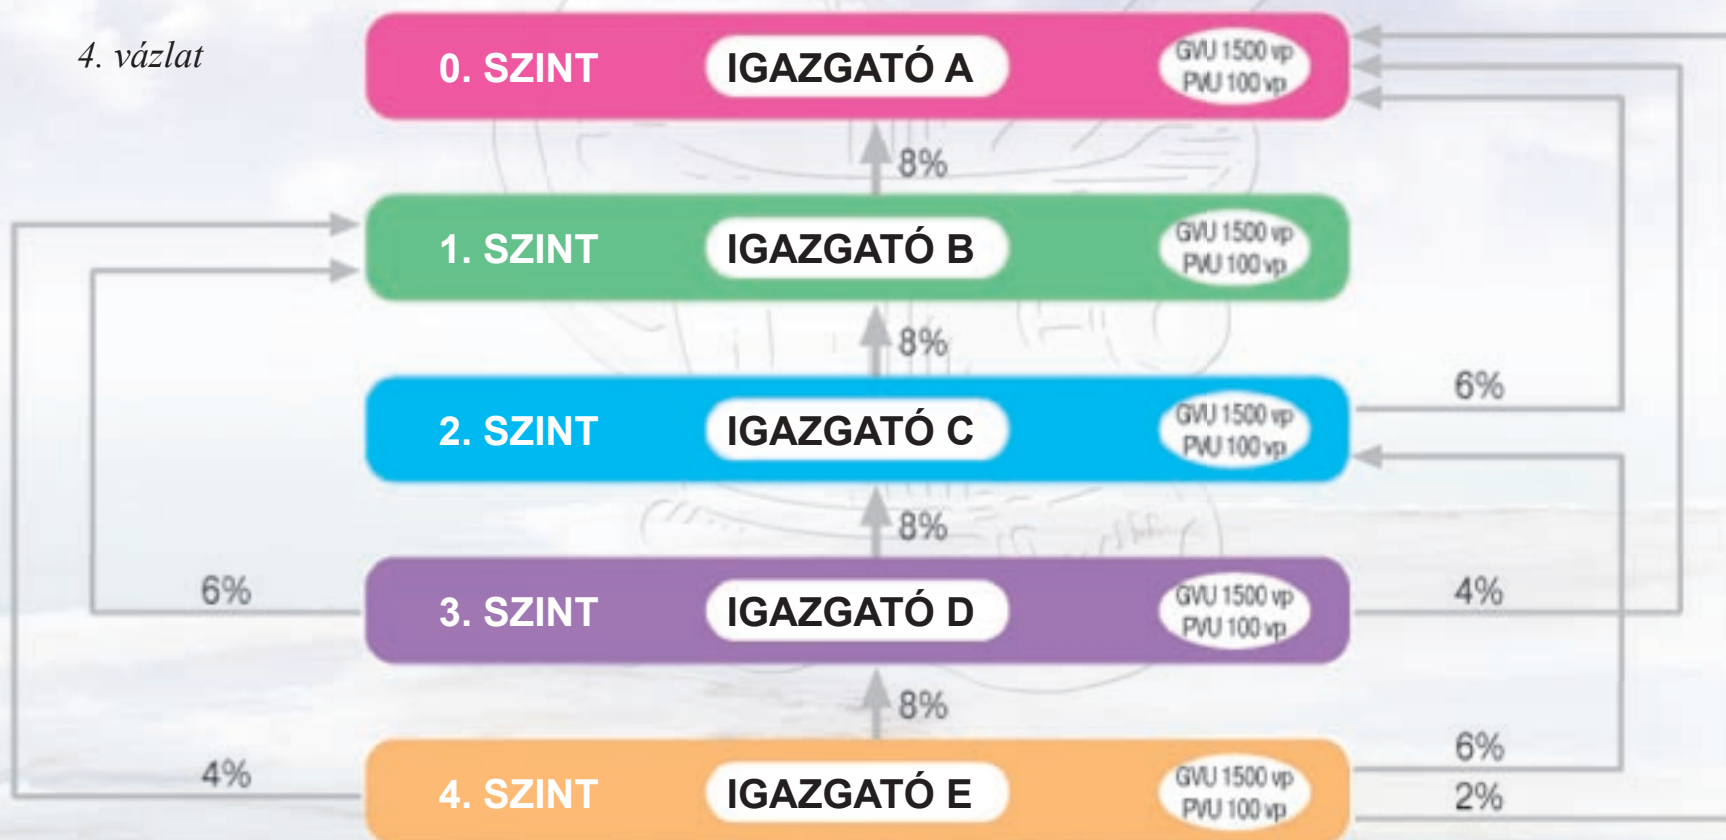 4. vázlat
0. SZINT IGAZGATÓ A GVU 1500 vp
PVU 100 vp
8%
1. SZINT IGAZGATÓ B GVU 1500 vp
PVU 100 vp
8%
2. SZINT IGAZGATÓ C GVU 1500 vp
PVU 100 vp
6%
8%
3. SZINT IGAZGATÓ D GVU 1500 vp
PVU 100 vp
6%
4%
8%
4. SZINT IGAZGATÓ E GVU 1500 vp
PVU 100 vp
4%
6%
2%